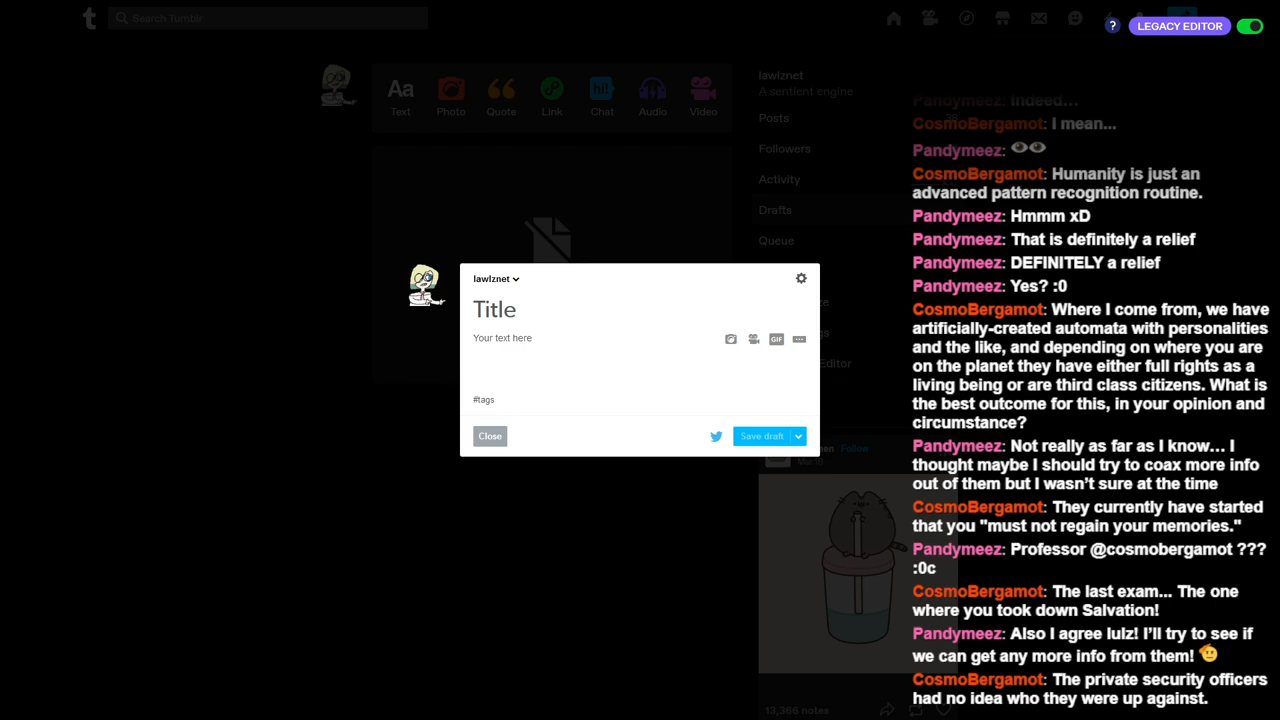 Search Tumblr
LEGACY EDITOR
?
Aa
hi!
Text
Photo
Quote
Link
Chat
Audio
Video
lawlznet
A sentient engine
Posts
Followers
Activity
Drafts
Queue
Editor
lawlznet
Title
Your text here
GIF
#tags
Close
Save draft
Follow
13,366 notes
Pandymeez: Indeed…
CosmoBergamot: I mean...
Pandymeez: 👁👁
CosmoBergamot: Humanity is just an
advanced pattern recognition routine.
Pandymeez: Hmmm xD
Pandymeez: That is definitely a relief
Pandymeez: DEFINITELY a relief
Pandymeez: Yes? :0
CosmoBergamot: Where I come from, we have
artificially-created automata with personalities
and the like, and depending on where you are
on the planet they have either full rights as a
living being or are third class citizens. What is
the best outcome for this, in your opinion and
circumstance?
Pandymeez: Not really as far as I know… I
thought maybe I should try to coax more info
out of them but I wasn’t sure at the time
CosmoBergamot: They currently have started
that you "must not regain your memories."
Pandymeez: Professor @cosmobergamot ???
:0c
CosmoBergamot: The last exam... The one
where you took down Salvation!
Pandymeez: Also I agree lulz! I’ll try to see if
we can get any more info from them! 🫡
CosmoBergamot: The private security officers
had no idea who they were up against.